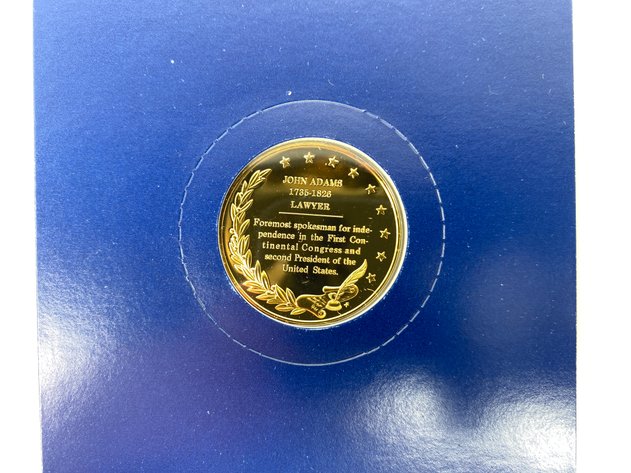 JOHN ADAMS
1735-1826
LAWYER
Foremost spokesman for inde-
pendence in the First Con-
tinental Congress and
second President of the
United States.